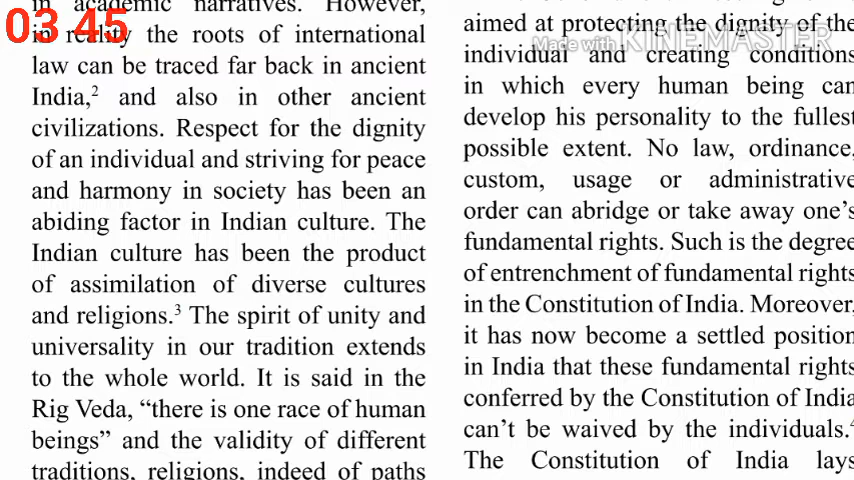 03 45
Made with KINEMASTER
in academic narratives. However,
in reality the roots of international
law can be traced far back in ancient
India,2 and also in other ancient
civilizations. Respect for the dignity
of an individual and striving for peace
and harmony in society has been an
abiding factor in Indian culture. The
Indian culture has been the product
of assimilation of diverse cultures
and religions.3 The spirit of unity and
universality in our tradition extends
to the whole world. It is said in the
Rig Veda, “there is one race of human
beings” and the validity of different
traditions, religions, indeed of paths
aimed at protecting the dignity of the
individual and creating conditions
in which every human being can
develop his personality to the fullest
possible extent. No law, ordinance,
custom, usage or administrative
order can abridge or take away one’s
fundamental rights. Such is the degree
of entrenchment of fundamental rights
in the Constitution of India. Moreover,
it has now become a settled position
in India that these fundamental rights
conferred by the Constitution of India
can’t be waived by the individuals.4
The Constitution of India lays